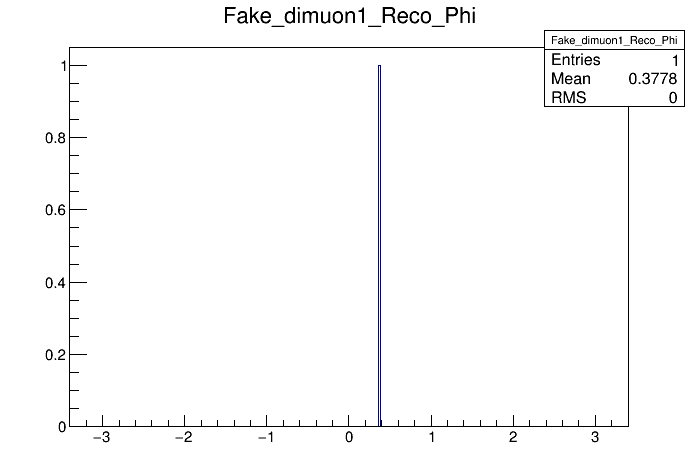 Fake_dimuon1_Reco_Phi
Fake_dimuon1_Reco_Phi
Entries 1
Mean 0.3778
RMS 0
1
0.8
0.6
0.4
0.2
0
−3 −2 −1 0 1 2 3